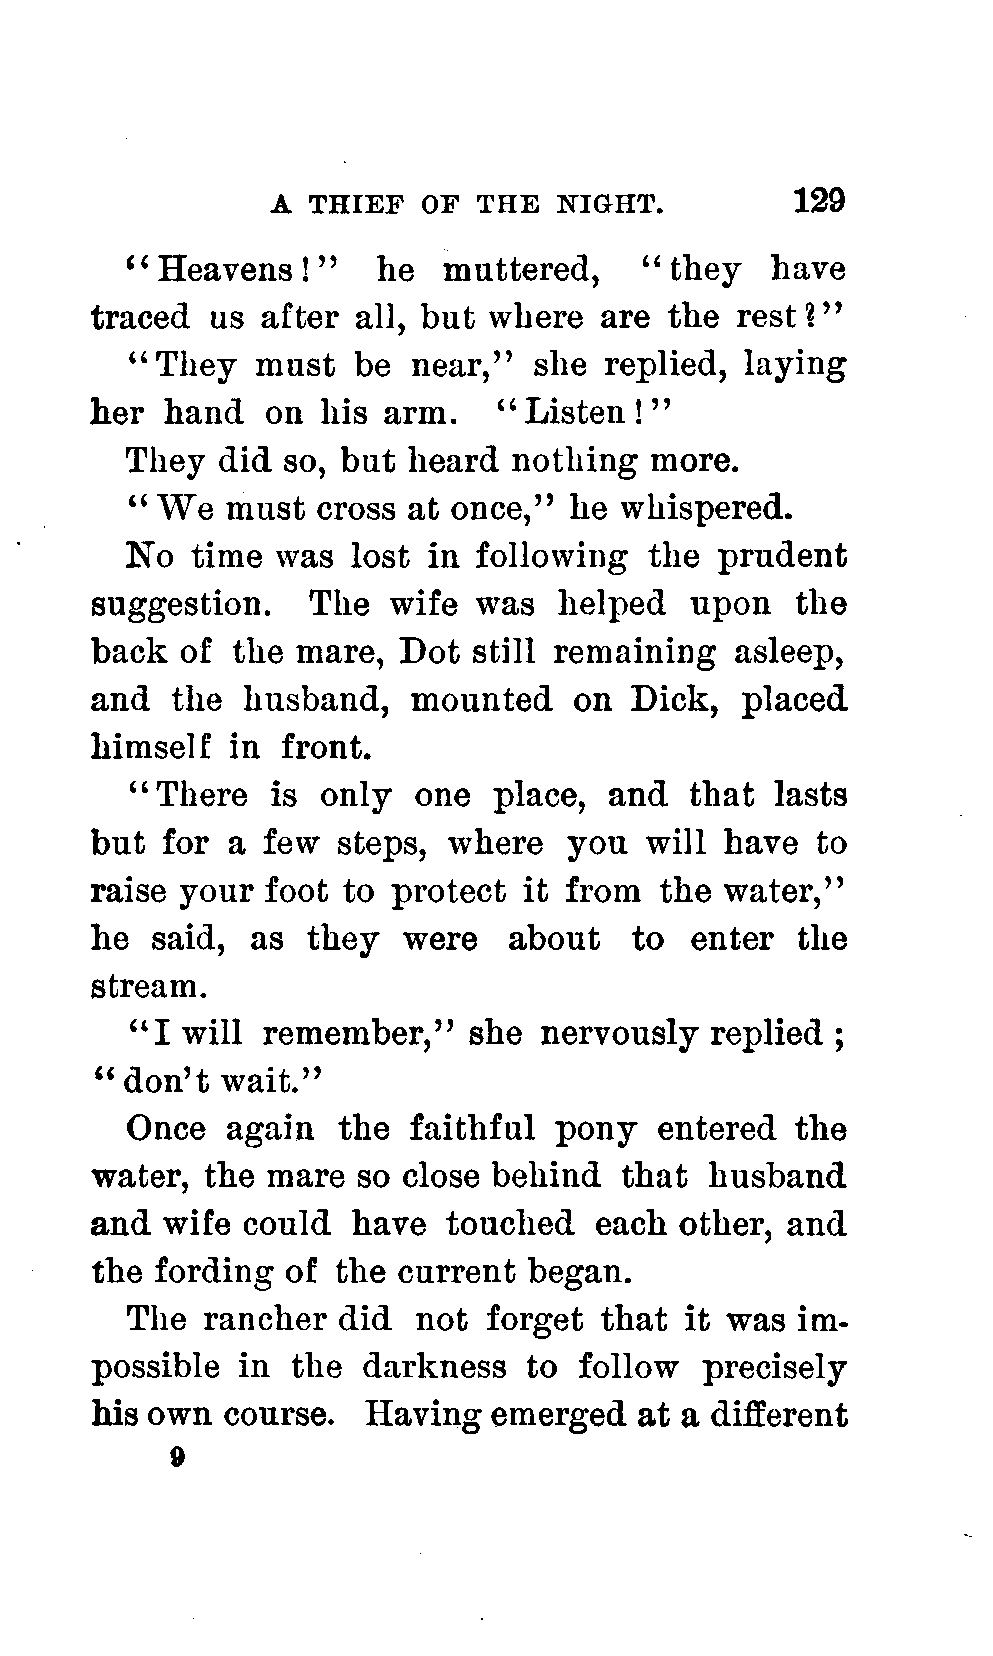 A THIEF OF THE NIGHT. 129
"Heavens!" he muttered, "they have
traced us after all, but where are the rest?"
"They must be near," she replied, laying
her hand on his arm. "Listen!"
They did so, but heard nothing more.
"We must cross at once," he whispered.
No time was lost in following the prudent
suggestion. The wife was helped upon the
back of the mare, Dot still remaining asleep,
and the husband, mounted on Dick, placed
himself in front.
"There is only one place, and that lasts
but for a few steps, where you will have to
raise your foot to protect it from the water,"
he said, as they were about to enter the
stream.
"I will remember," she nervously replied;
"don't wait."
Once again the faithful pony entered the
water, the mare so close behind that husband
and wife could have touched each other, and
the fording of the current began.
The rancher did not forget that it was im-
possible in the darkness to follow precisely
his own course. Having emerged at a different
9